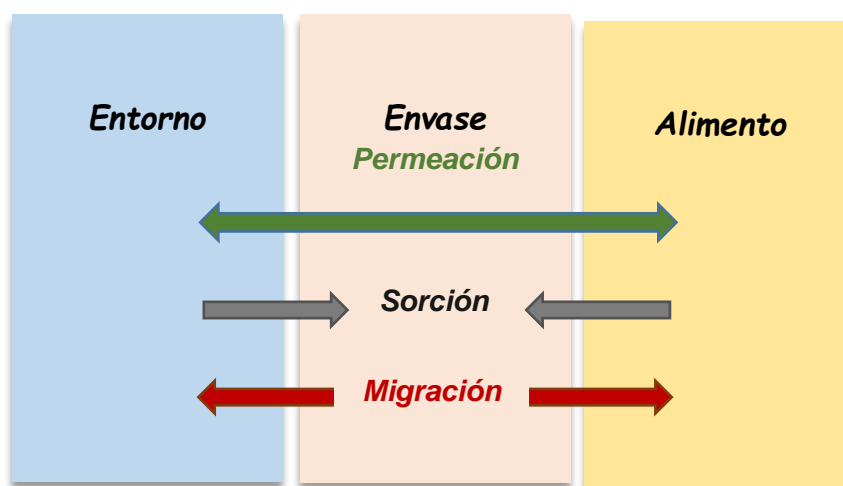 Entorno
Envase
Alimento
Permeación
Sorción
Migración